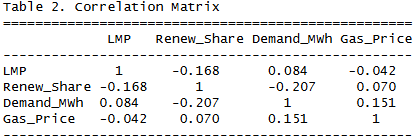 Table 2. Correlation Matrix
====================================================
LMP Renew_Share Demand_MWh Gas_Price
----------------------------------------------------
LMP 1 -0.168 0.084 -0.042
Renew_Share -0.168 1 -0.207 0.070
Demand_MWh 0.084 -0.207 1 0.151
Gas_Price -0.042 0.070 0.151 1
----------------------------------------------------